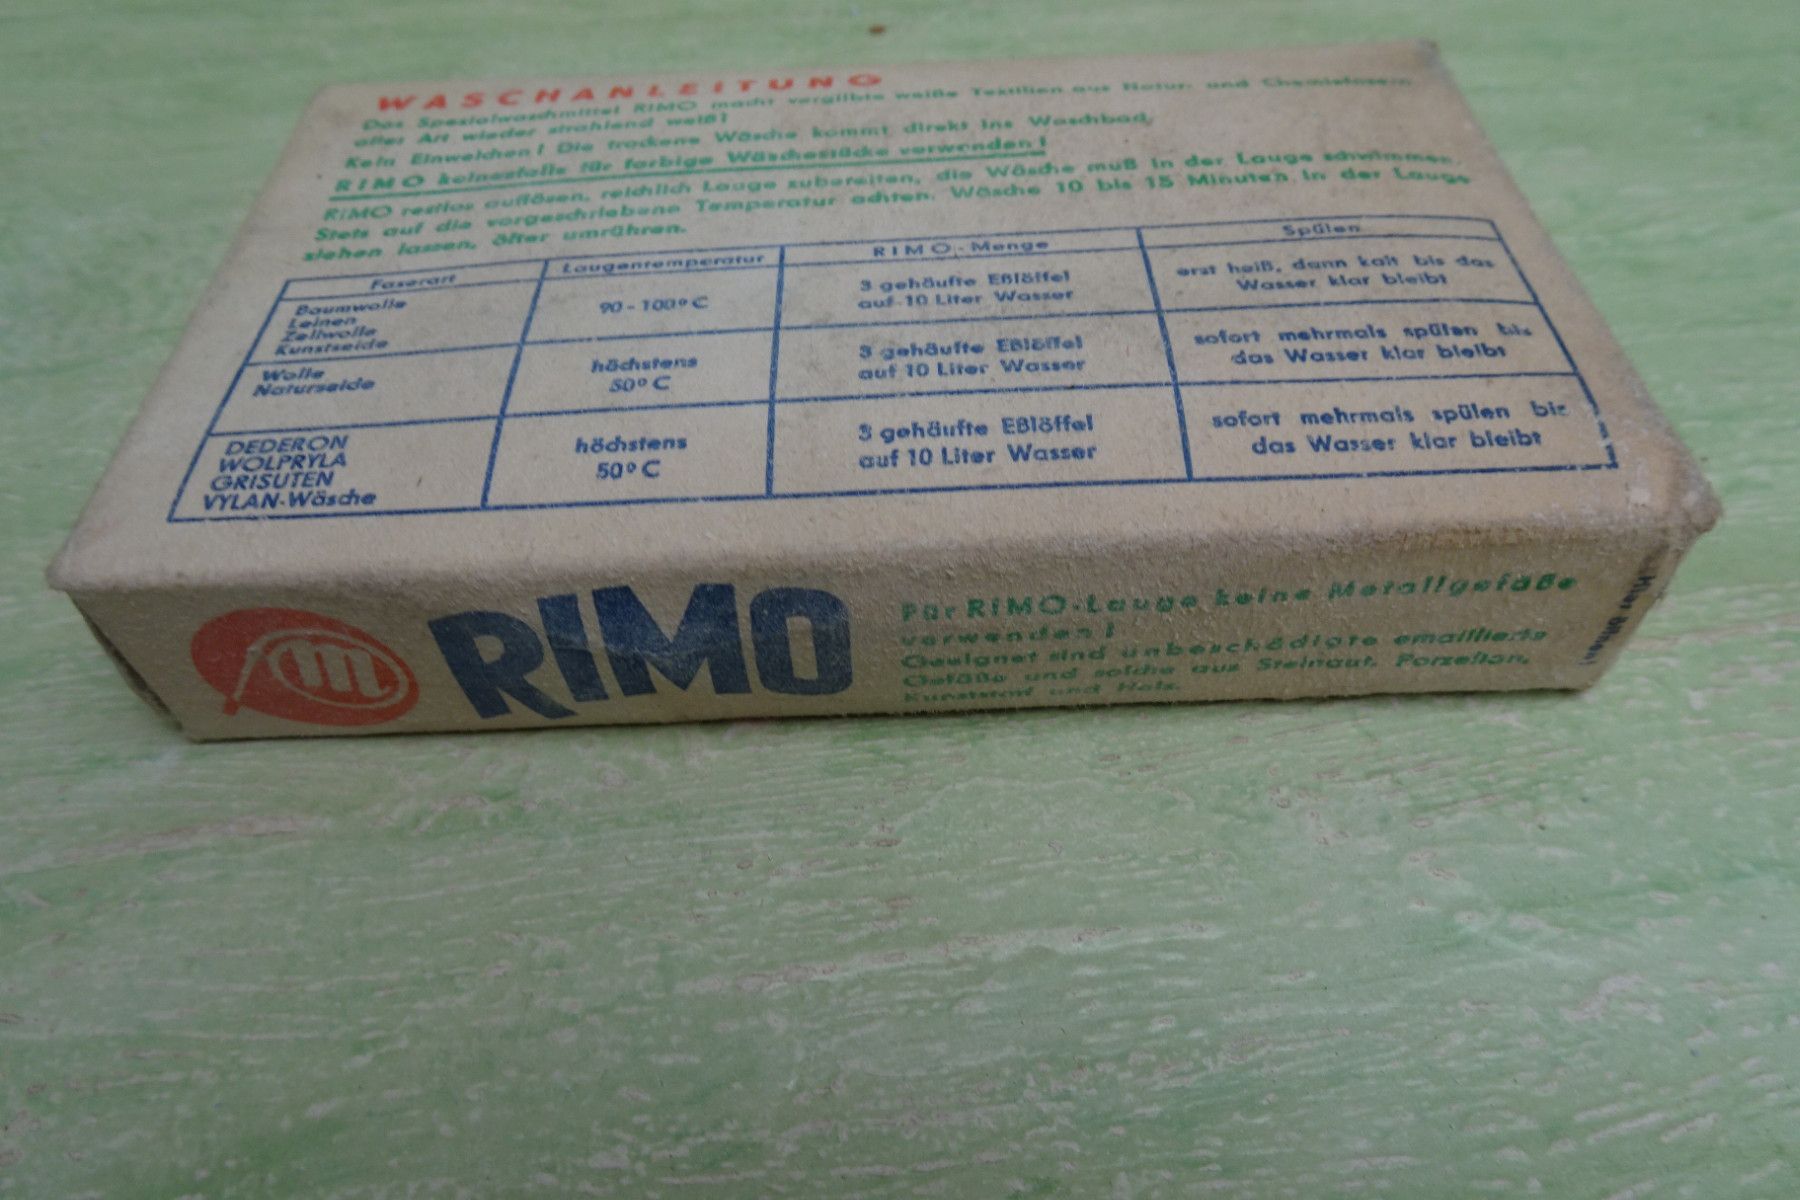 WASCHANLEITUNG
Das Spezialwaschmittel RIMO macht vergilbte weiße Textilien aus Natur- und Chemiefasern
aller Art wieder strahlend weiß!
Kein Einweichen! Die trockene Wäsche kommt direkt ins Waschbad.
RIMO keinesfalls für farbige Wäschestücke verwenden!
RIMO restlos auflösen, reichlich Lauge zubereiten, die Wäsche muß in der Lauge schwimmen.
Stets auf die vorgeschriebene Temperatur achten. Wäsche 10 bis 15 Minuten in der Lauge
ziehen lassen, öfter umrühren.
Faserart Laugentemperatur RIMO-Menge Spülen
Baumwolle
Leinen
Zellwolle
Kunstseide
90-100° C
3 gehäufte Eßlöffel
auf 10 Liter Wasser
erst heiß, dann kalt bis das
Wasser klar bleibt
Wolle
Naturseide
höchstens
50° C
3 gehäufte Eßlöffel
auf 10 Liter Wasser
sofort mehrmals spülen bis
das Wasser klar bleibt
DEDERON
WOLPRYLA
GRISUTEN
VYLAN-Wäsche
höchstens
50° C
3 gehäufte Eßlöffel
auf 10 Liter Wasser
sofort mehrmals spülen bis
das Wasser klar bleibt
m RIMO
Für RIMO-Lauge keine Metallgefäße
verwenden!
Geeignet sind unbeschädigte emaillierte
Gefäße und solche aus Steingut, Porzellan,
Kunststoff und Holz.
Hier öffnen!